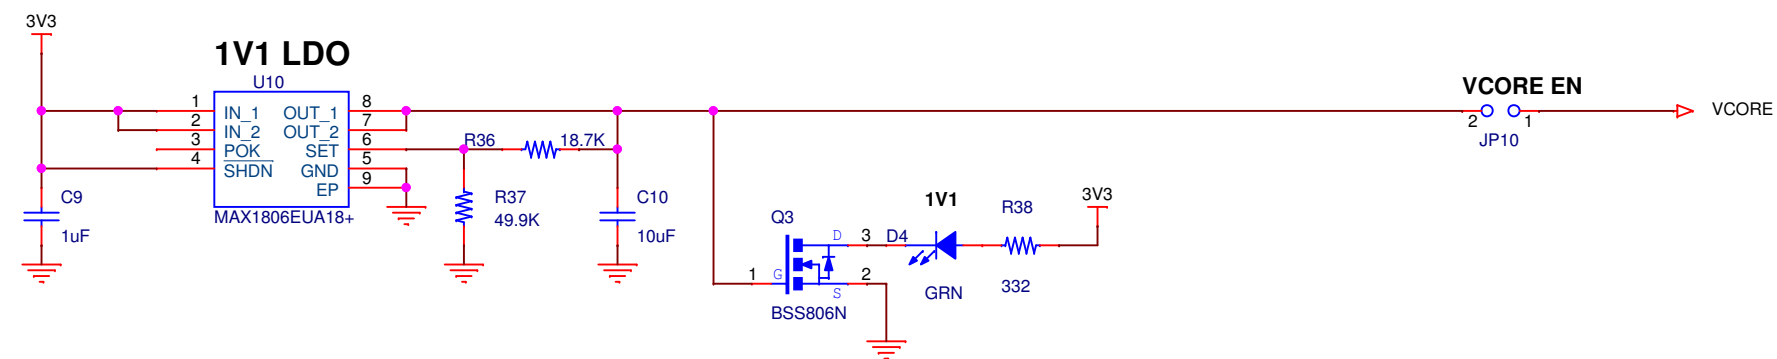 3V3
1V1 LDO
U10
1 IN_1 OUT_1 8
2 IN_2 OUT_2 7
3 POK SET 6
4 SHDN GND 5
EP 9
MAX1806EUA18+
C9
1uF
R36 18.7K
R37
49.9K
C10
10uF
Q3
D 3
1 G
S 2
BSS806N
1V1
D4
GRN
R38
332
3V3
VCORE EN
2 1
JP10
VCORE